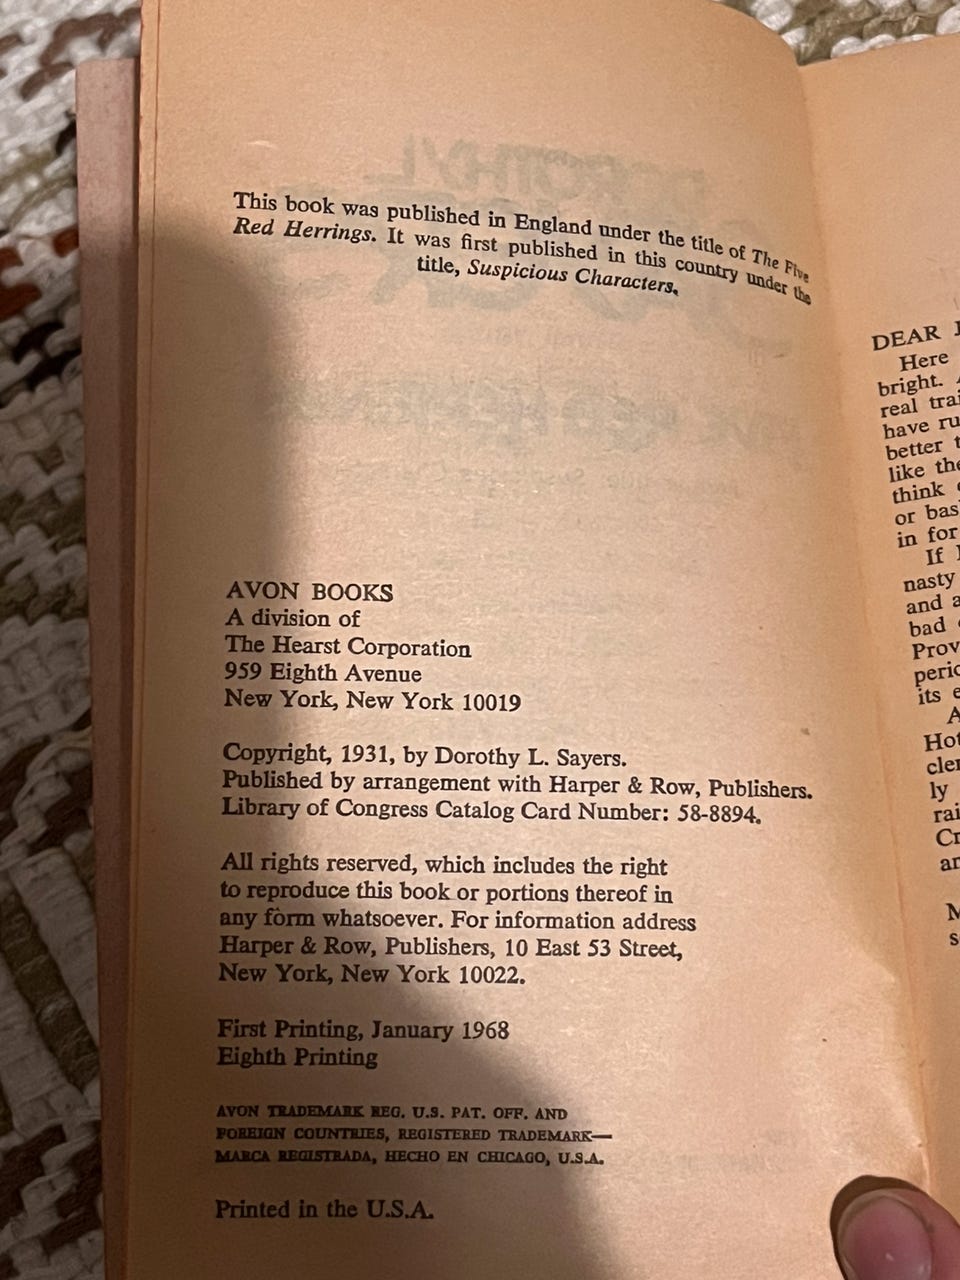 This book was published in England under the title of The Five
Red Herrings. It was first published in this country under the
title, Suspicious Characters.
AVON BOOKS
A division of
The Hearst Corporation
959 Eighth Avenue
New York, New York 10019
Copyright, 1931, by Dorothy L. Sayers.
Published by arrangement with Harper & Row, Publishers.
Library of Congress Catalog Card Number: 58-8894.
All rights reserved, which includes the right
to reproduce this book or portions thereof in
any form whatsoever. For information address
Harper & Row, Publishers, 10 East 53 Street,
New York, New York 10022.
First Printing, January 1968
Eighth Printing
AVON TRADEMARK REG. U.S. PAT. OFF. AND
FOREIGN COUNTRIES, REGISTERED TRADEMARK—
MARCA REGISTRADA, HECHO EN CHICAGO, U.S.A.
Printed in the U.S.A.
DEAR
Here
bright.
real
have
better
like
think
or
in for
If
nasty
and
bad
its
ly